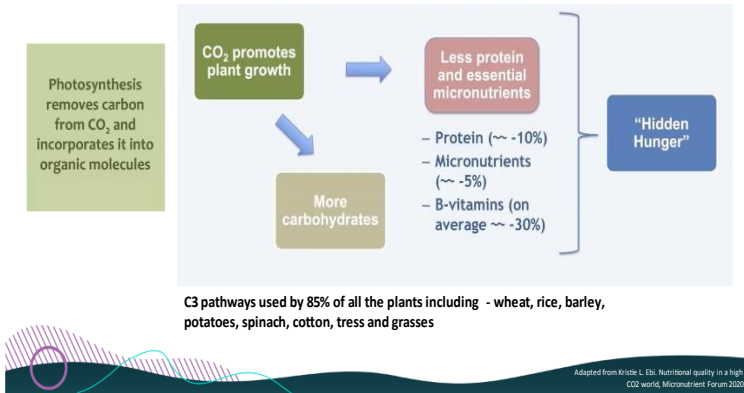 Photosynthesis
removes carbon
from CO₂ and
incorporates it into
organic molecules
CO₂ promotes
plant growth
More
carbohydrates
Less protein
and essential
micronutrients
– Protein (~~ -10%)
– Micronutrients
(~~ -5%)
– B-vitamins (on
average ~~ -30%)
“Hidden
Hunger”
C3 pathways used by 85% of all the plants including - wheat, rice, barley,
potatoes, spinach, cotton, tress and grasses
Adapted from Kristie L. Ebi. Nutritional quality in a high
CO2 world, Micronutrient Forum 2020